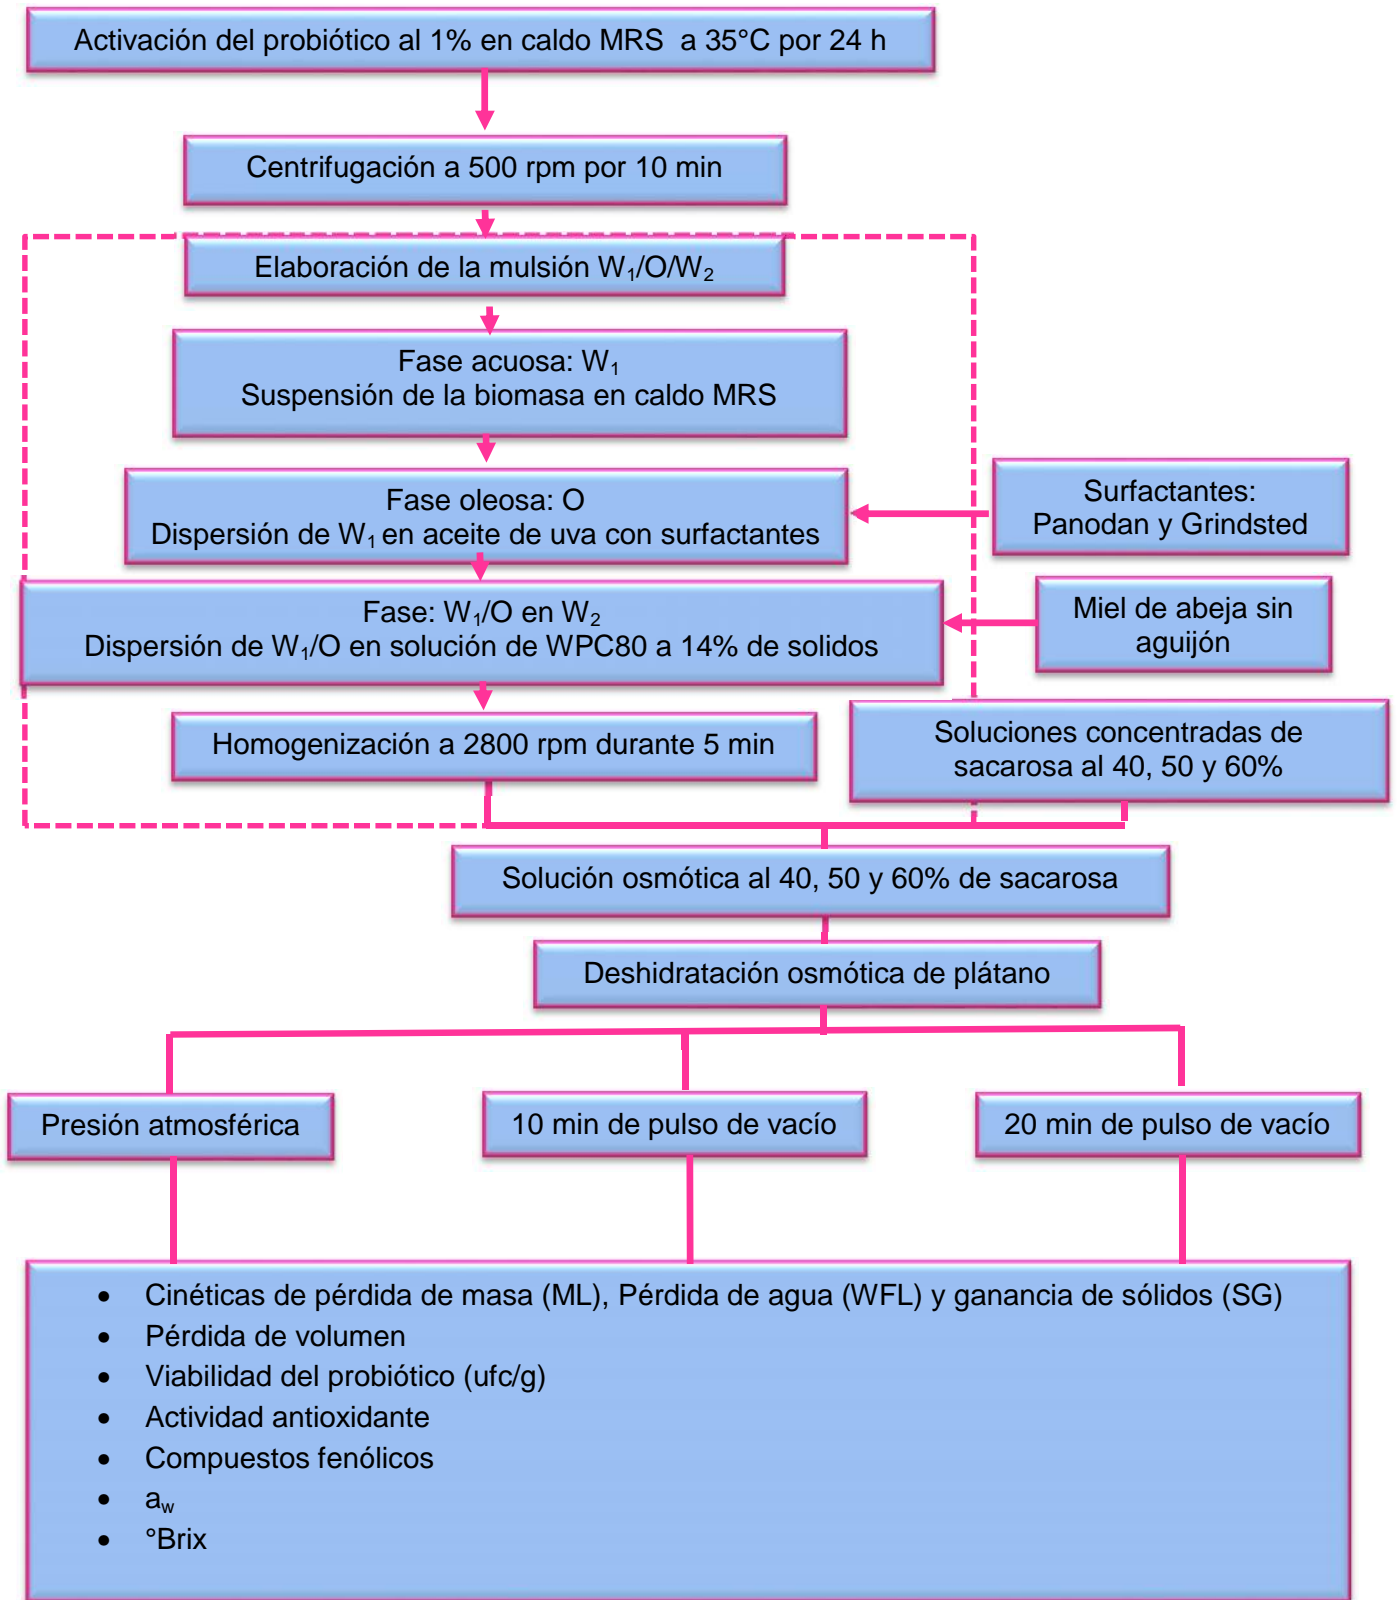 Activación del probiótico al 1% en caldo MRS a 35°C por 24 h
Centrifugación a 500 rpm por 10 min
Elaboración de la mulsión W₁/O/W₂
Fase acuosa: W₁
Suspensión de la biomasa en caldo MRS
Fase oleosa: O
Dispersión de W₁ en aceite de uva con surfactantes
Surfactantes:
Panodan y Grindsted
Fase: W₁/O en W₂
Dispersión de W₁/O en solución de WPC80 a 14% de solidos
Miel de abeja sin
aguijón
Homogenización a 2800 rpm durante 5 min
Soluciones concentradas de
sacarosa al 40, 50 y 60%
Solución osmótica al 40, 50 y 60% de sacarosa
Deshidratación osmótica de plátano
Presión atmosférica
10 min de pulso de vacío
20 min de pulso de vacío
• Cinéticas de pérdida de masa (ML), Pérdida de agua (WFL) y ganancia de sólidos (SG)
• Pérdida de volumen
• Viabilidad del probiótico (ufc/g)
• Actividad antioxidante
• Compuestos fenólicos
• a_w
• °Brix